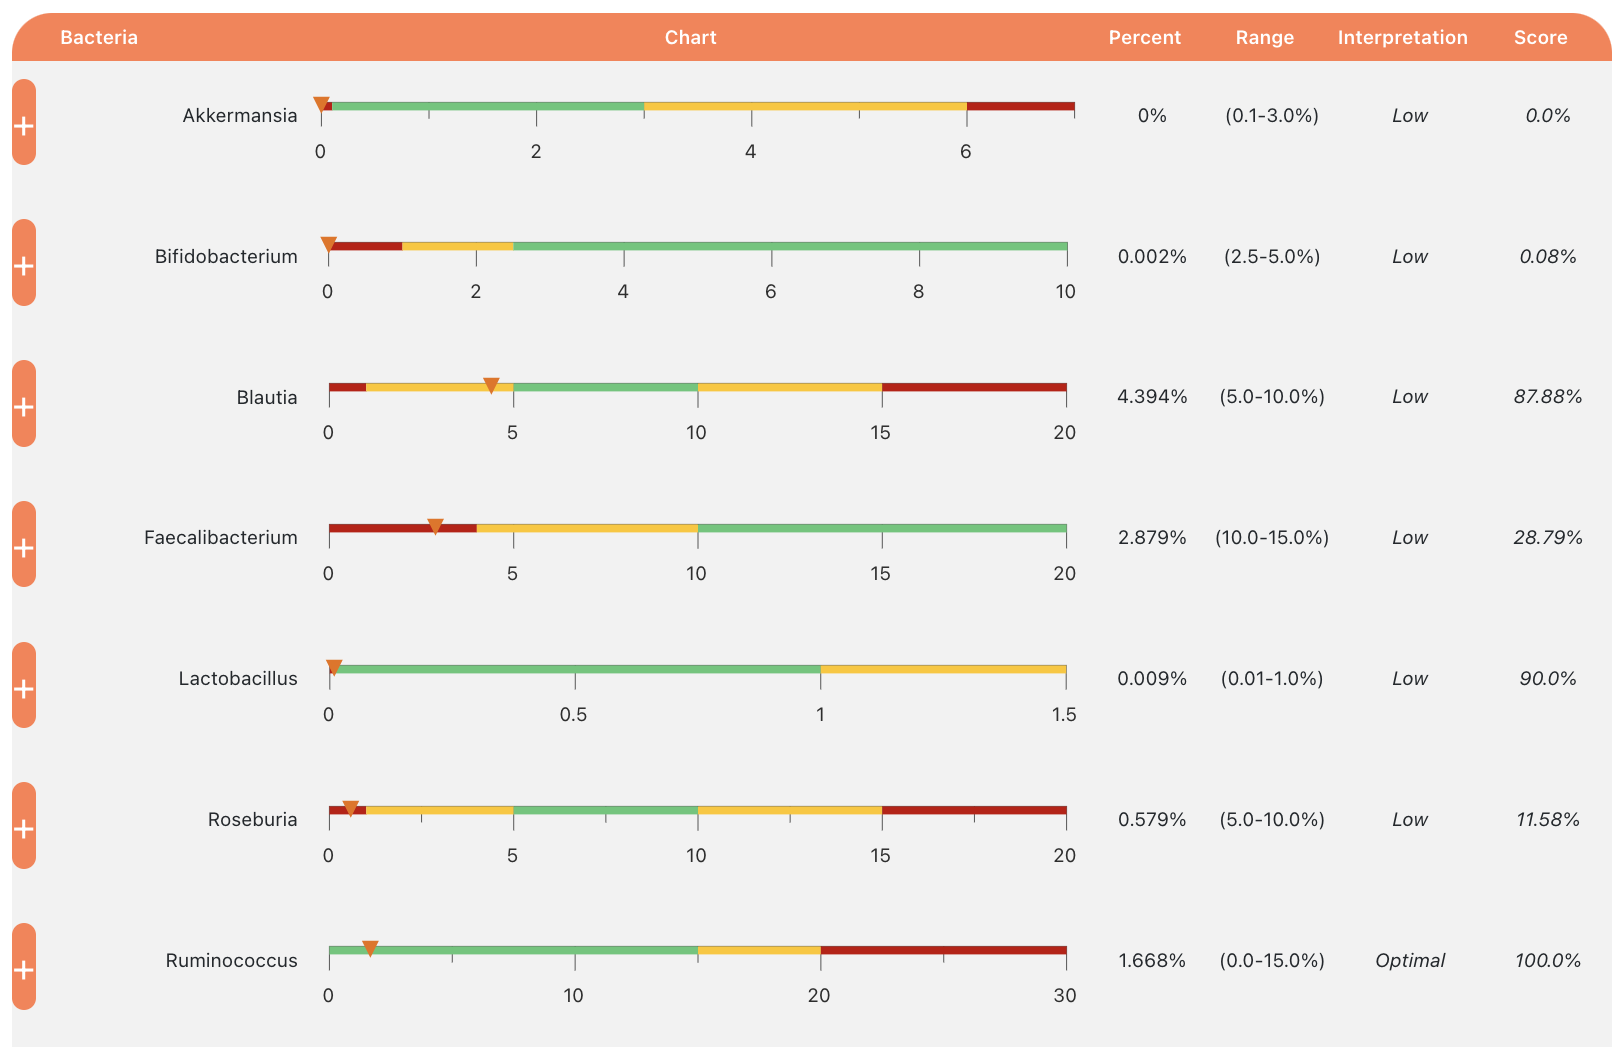 Bacteria Chart Percent Range Interpretation Score
+ Akkermansia 0% (0.1-3.0%) Low 0.0%
0 2 4 6
+ Bifidobacterium 0.002% (2.5-5.0%) Low 0.08%
0 2 4 6 8 10
+ Blautia 4.394% (5.0-10.0%) Low 87.88%
0 5 10 15 20
+ Faecalibacterium 2.879% (10.0-15.0%) Low 28.79%
0 5 10 15 20
+ Lactobacillus 0.009% (0.01-1.0%) Low 90.0%
0 0.5 1 1.5
+ Roseburia 0.579% (5.0-10.0%) Low 11.58%
0 5 10 15 20
+ Ruminococcus 1.668% (0.0-15.0%) Optimal 100.0%
0 10 20 30